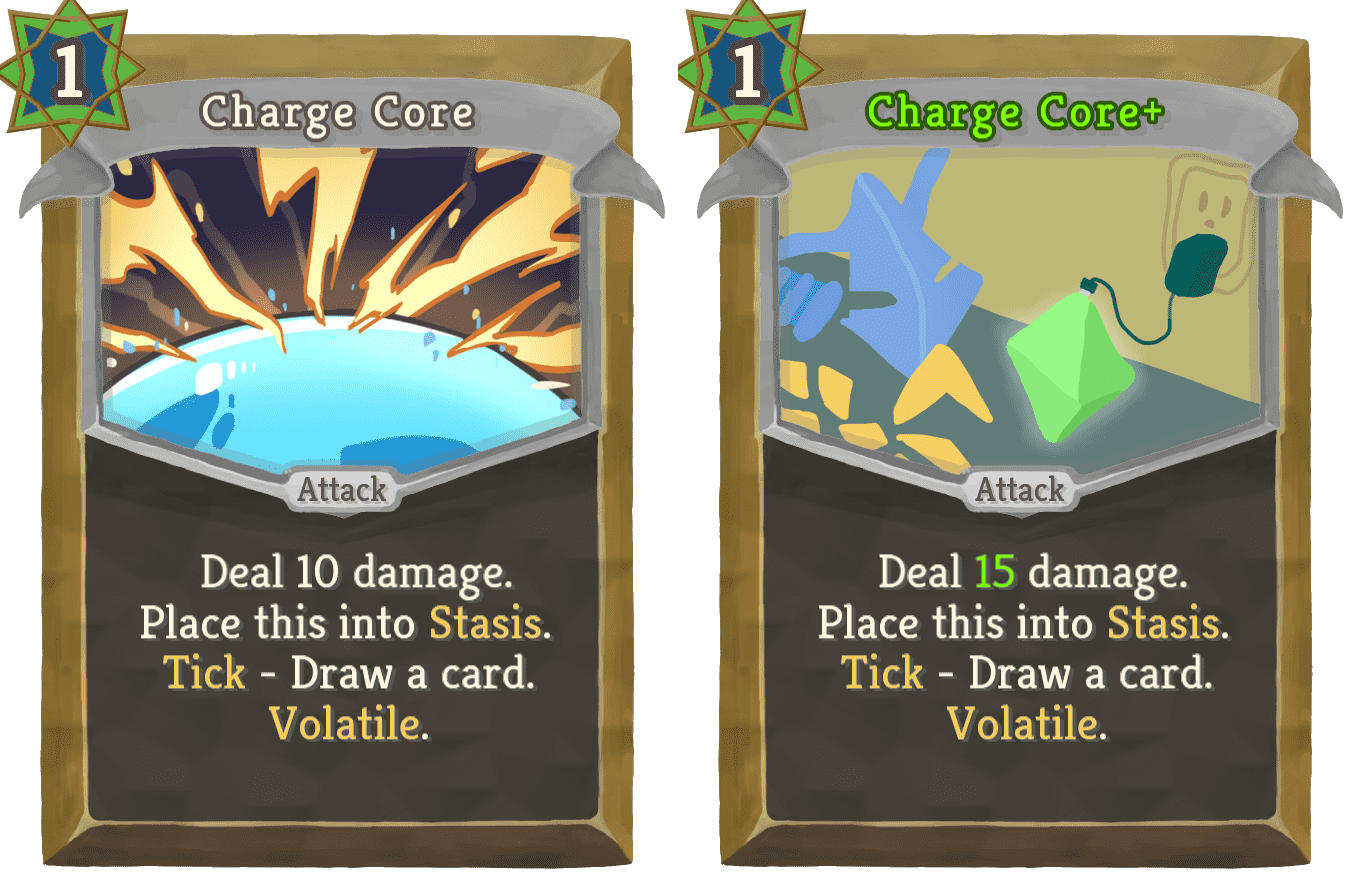 1
Charge Core
Attack
Deal 10 damage.
Place this into Stasis.
Tick - Draw a card.
Volatile.
1
Charge Core+
Attack
Deal 15 damage.
Place this into Stasis.
Tick - Draw a card.
Volatile.